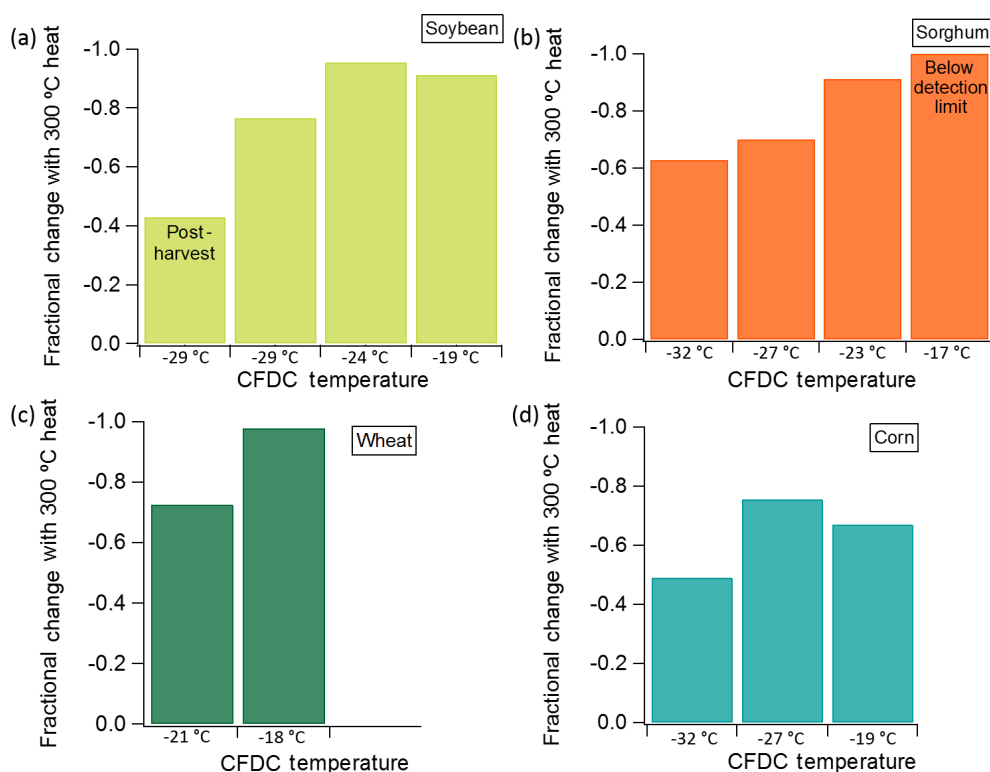 (a)
Soybean
Fractional change with 300 ºC heat
-1.0
-0.8
-0.6
-0.4
-0.2
0.0
Post-
harvest
-29 °C
-29 °C
-24 °C
-19 °C
CFDC temperature
(b)
Sorghum
Fractional change with 300 ºC heat
-1.0
-0.8
-0.6
-0.4
-0.2
0.0
Below
detection
limit
-32 °C
-27 °C
-23 °C
-17 °C
CFDC temperature
(c)
Wheat
Fractional change with 300 ºC heat
-1.0
-0.8
-0.6
-0.4
-0.2
0.0
-21 °C
-18 °C
CFDC temperature
(d)
Corn
Fractional change with 300 ºC heat
-1.0
-0.8
-0.6
-0.4
-0.2
0.0
-32 °C
-27 °C
-19 °C
CFDC temperature